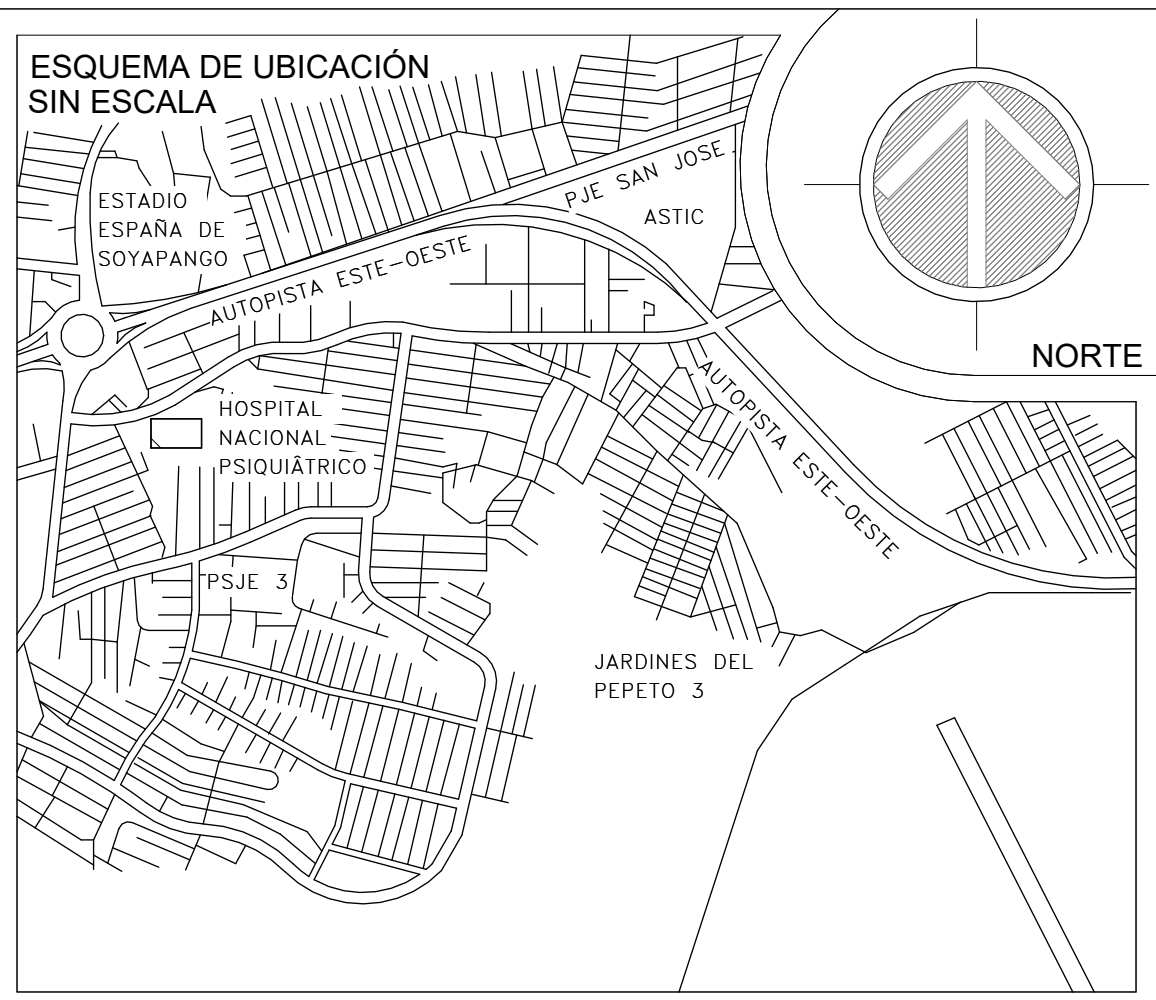 ESQUEMA DE UBICACIÓN
SIN ESCALA
ESTADIO
ESPAÑA DE
SOYAPANGO
PJE SAN JOSE
ASTIC
AUTOPISTA ESTE-OESTE
NORTE
AUTOPISTA ESTE-OESTE
HOSPITAL
NACIONAL
PSIQUIÂTRICO
PSJE 3
JARDINES DEL
PEPETO 3